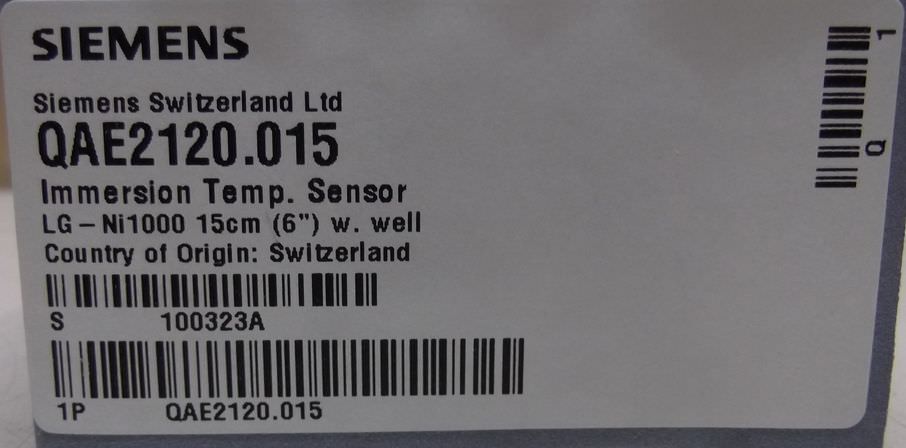 SIEMENS
Siemens Switzerland Ltd
QAE2120.015
Immersion Temp. Sensor
LG-Ni1000 15cm (6") w. well
Country of Origin: Switzerland
S 100323A
1P QAE2120.015
Q 1